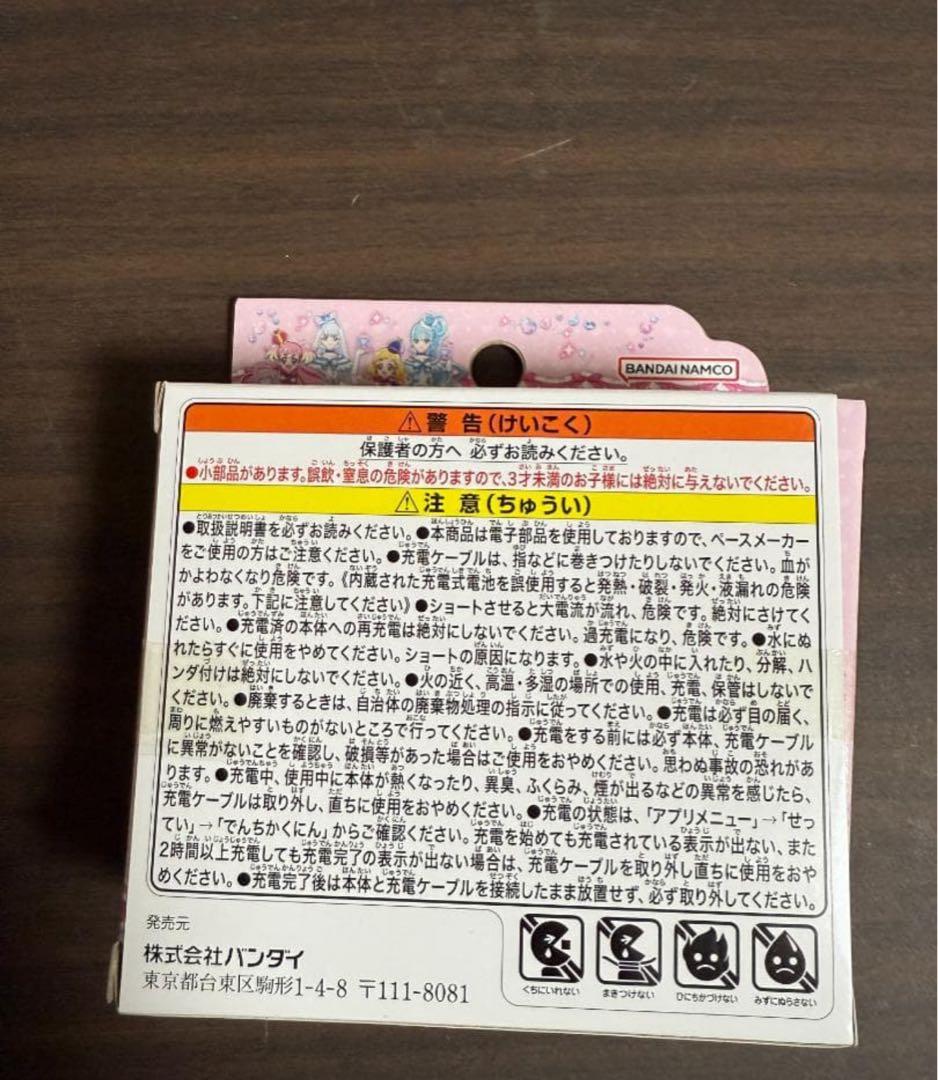 BANDAI NAMCO
⚠警 告(けいこく)
保護者の方へ 必ずお読みください。
●小部品があります。誤飲・窒息の危険がありますので、3才未満のお子様には絶対に与えないでください。
⚠注 意(ちゅうい)
●取扱説明書を必ずお読みください。●本商品は電子部品を使用しておりますので、ペースメーカー
をご使用の方はご注意ください。●充電ケーブルは、指などに巻きつけたりしないでください。血が
かよわなくなり危険です。《内蔵された充電式電池を誤使用すると発熱・破裂・発火・液漏れの危険
があります。下記に注意してください》●ショートさせると大電流が流れ、危険です。絶対にさけてく
ださい。●充電済の本体への再充電は絶対にしないでください。過充電になり、危険です。●水にぬ
れたらすぐに使用をやめてください。ショートの原因になります。●水や火の中に入れたり、分解、ハ
ンダ付けは絶対にしないでください。●火の近く、高温・多湿の場所での使用、充電、保管はしないで
ください。●廃棄するときは、自治体の廃棄物処理の指示に従ってください。●充電は必ず目の届く、
周りに燃えやすいものがないところで行ってください。●充電をする前には必ず本体、充電ケーブル
に異常がないことを確認し、破損等があった場合はご使用をおやめください。思わぬ事故の恐れがあ
ります。●充電中、使用中に本体が熱くなったり、異臭、ふくらみ、煙が出るなどの異常を感じたら、
充電ケーブルは取り外し、直ちに使用をおやめください。●充電の状態は、「アプリメニュー」→「せっ
てい」→「でんちかくにん」からご確認ください。充電を始めても充電されている表示が出ない、また
2時間以上充電しても充電完了の表示が出ない場合は、充電ケーブルを取り外し直ちに使用をおや
めください。●充電完了後は本体と充電ケーブルを接続したまま放置せず、必ず取り外してください。
発売元
株式会社バンダイ
東京都台東区駒形1-4-8 〒111-8081
くちにいれない
まきつけない
ひにちかづけない
みずにぬらさない